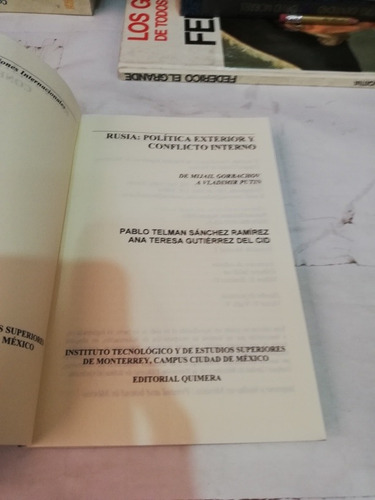 LOS G
DE TODOS
FE
FEDERICO EL GRANDE
iones Internacionales
RUSIA: POLÍTICA EXTERIOR Y
CONFLICTO INTERNO
DE MIJAIL GORBACHOV
A VLADIMIR PUTIN
PABLO TELMAN SÁNCHEZ RAMÍREZ
ANA TERESA GUTIÉRREZ DEL CID
S SUPERIORES
MÉXICO
INSTITUTO TECNOLÓGICO Y DE ESTUDIOS SUPERIORES
DE MONTERREY, CAMPUS CIUDAD DE MÉXICO
EDITORIAL QUIMERA